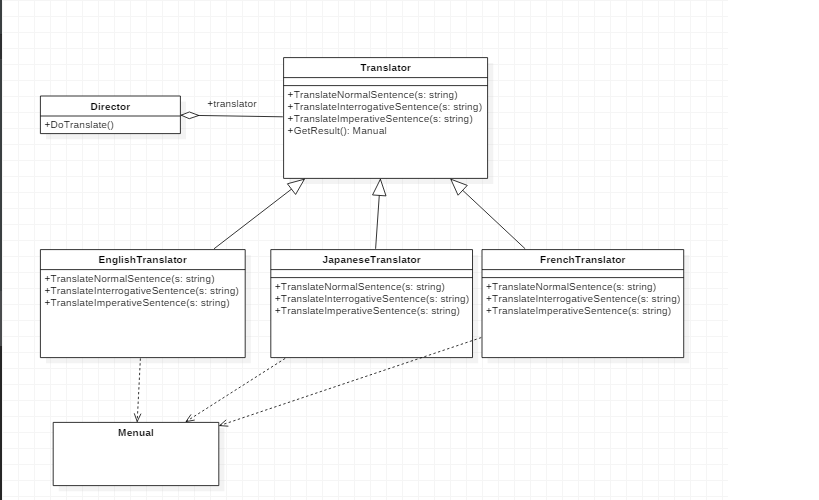 Translator
+TranslateNormalSentence(s: string)
+TranslateInterrogativeSentence(s: string)
+TranslateImperativeSentence(s: string)
+GetResult(): Manual
Director
+DoTranslate()
+translator
EnglishTranslator
+TranslateNormalSentence(s: string)
+TranslateInterrogativeSentence(s: string)
+TranslateImperativeSentence(s: string)
JapaneseTranslator
+TranslateNormalSentence(s: string)
+TranslateInterrogativeSentence(s: string)
+TranslateImperativeSentence(s: string)
FrenchTranslator
+TranslateNormalSentence(s: string)
+TranslateInterrogativeSentence(s: string)
+TranslateImperativeSentence(s: string)
Menual